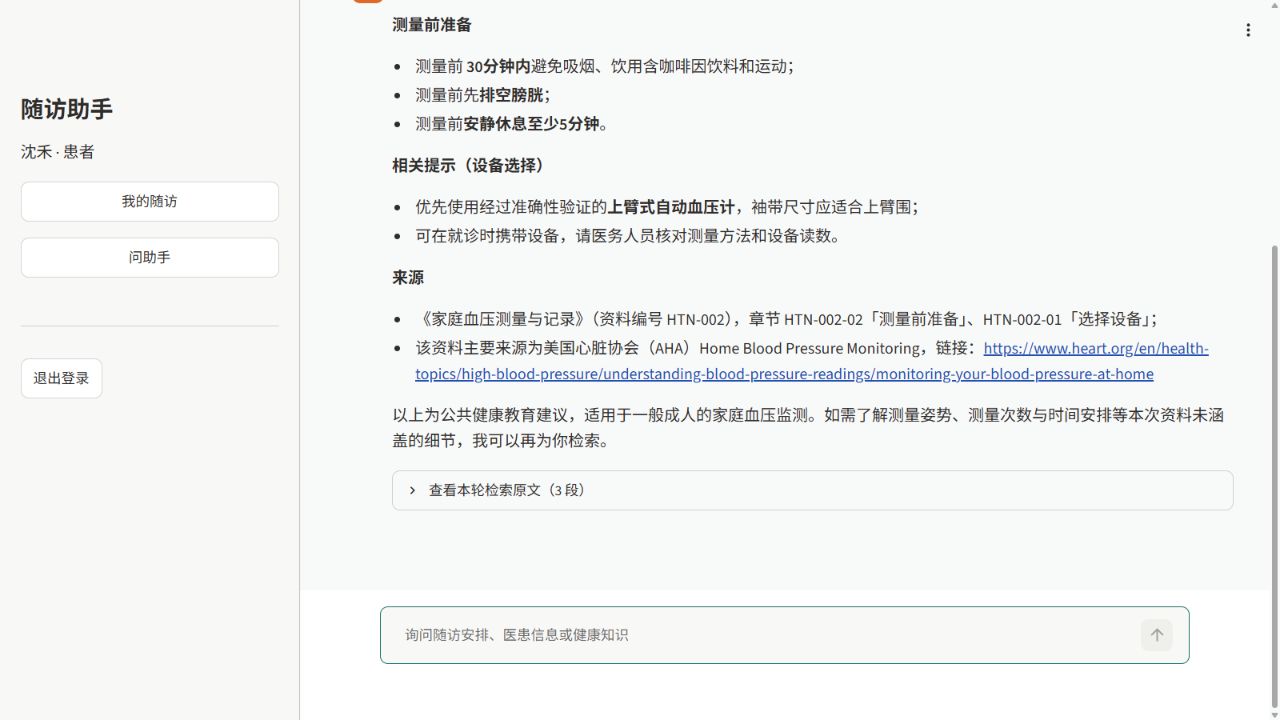 随访助手
沈禾 · 患者
我的随访
问助手
退出登录
测量前准备
测量前 30分钟内避免吸烟、饮用含咖啡因饮料和运动；
测量前先排空膀胱；
测量前安静休息至少5分钟。
相关提示（设备选择）
优先使用经过准确性验证的上臂式自动血压计，袖带尺寸应适合上臂围；
可在就诊时携带设备，请医务人员核对测量方法和设备读数。
来源
《家庭血压测量与记录》（资料编号 HTN-002），章节 HTN-002-02「测量前准备」、HTN-002-01「选择设备」；
该资料主要来源为美国心脏协会（AHA）Home Blood Pressure Monitoring，链接：https://www.heart.org/en/health-
topics/high-blood-pressure/understanding-blood-pressure-readings/monitoring-your-blood-pressure-at-home
以上为公共健康教育建议，适用于一般成人的家庭血压监测。如需了解测量姿势、测量次数与时间安排等本次资料未涵
盖的细节，我可以再为你检索。
查看本轮检索原文（3 段）
询问随访安排、医患信息或健康知识